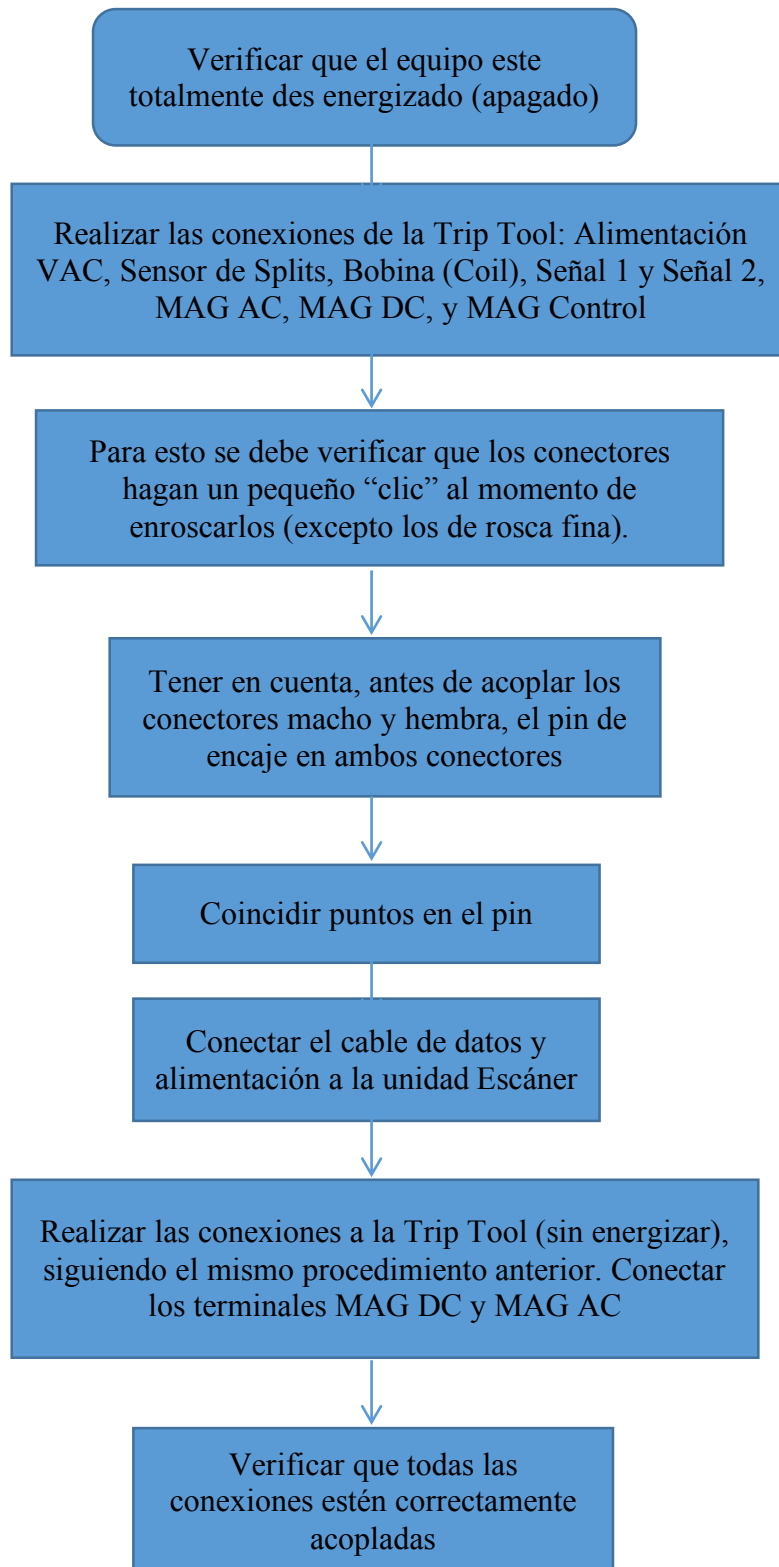 Verificar que el equipo este
totalmente des energizado (apagado)
Realizar las conexiones de la Trip Tool: Alimentación
VAC, Sensor de Splits, Bobina (Coil), Señal 1 y Señal 2,
MAG AC, MAG DC, y MAG Control
Para esto se debe verificar que los conectores
hagan un pequeño “clic” al momento de
enroscarlos (excepto los de rosca fina).
Tener en cuenta, antes de acoplar los
conectores macho y hembra, el pin de
encaje en ambos conectores
Coincidir puntos en el pin
Conectar el cable de datos y
alimentación a la unidad Escáner
Realizar las conexiones a la Trip Tool (sin energizar),
siguiendo el mismo procedimiento anterior. Conectar
los terminales MAG DC y MAG AC
Verificar que todas las
conexiones estén correctamente
acopladas